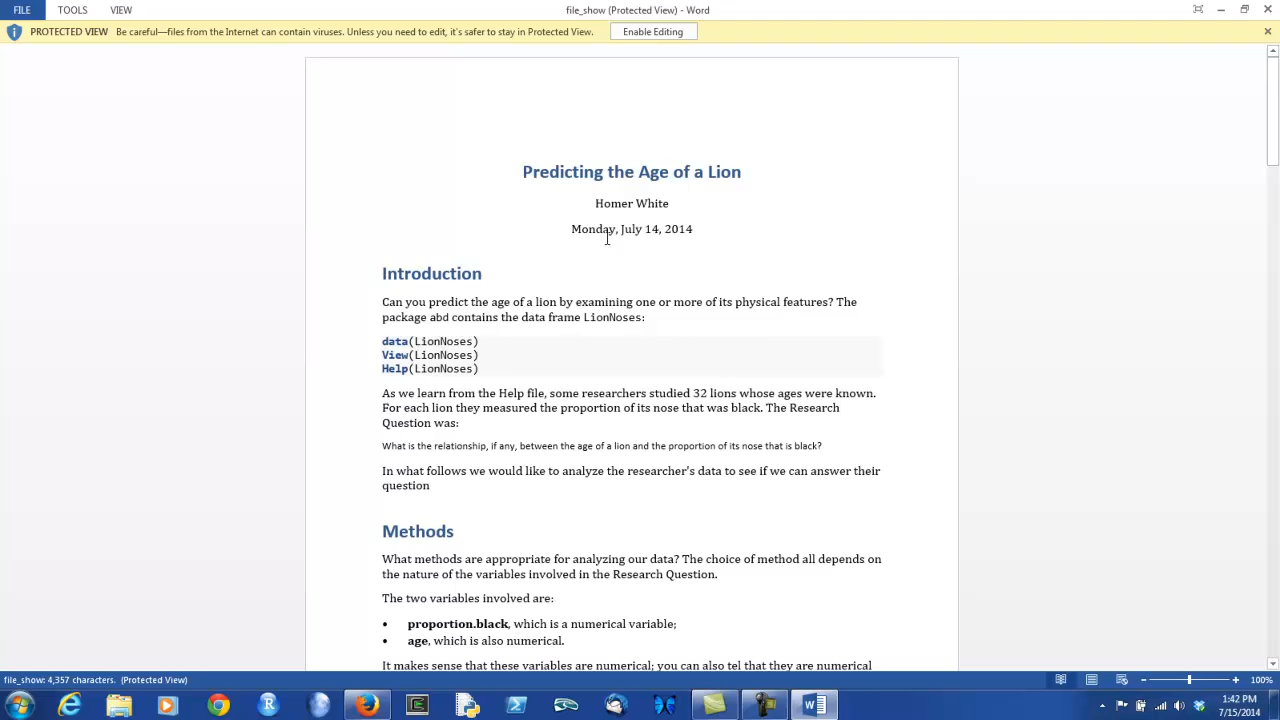 FILE TOOLS VIEW file_show (Protected View) - Word
PROTECTED VIEW Be careful—files from the Internet can contain viruses. Unless you need to edit, it's safer to stay in Protected View. Enable Editing
Predicting the Age of a Lion
Homer White
Monday, July 14, 2014
Introduction
Can you predict the age of a lion by examining one or more of its physical features? The
package abd contains the data frame LionNoses:
data(LionNoses)
View(LionNoses)
Help(LionNoses)
As we learn from the Help file, some researchers studied 32 lions whose ages were known.
For each lion they measured the proportion of its nose that was black. The Research
Question was:
What is the relationship, if any, between the age of a lion and the proportion of its nose that is black?
In what follows we would like to analyze the researcher's data to see if we can answer their
question
Methods
What methods are appropriate for analyzing our data? The choice of method all depends on
the nature of the variables involved in the Research Question.
The two variables involved are:
• proportion.black, which is a numerical variable;
• age, which is also numerical.
It makes sense that these variables are numerical; you can also tel that they are numerical
file_show: 4,357 characters. (Protected View) 100%
1:42 PM
7/15/2014